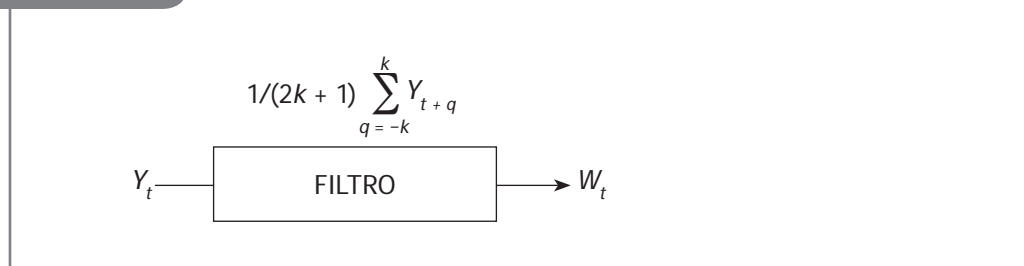 k
1/(2k + 1) ∑ Y_{t + q}
q = −k
Y_t FILTRO W_t